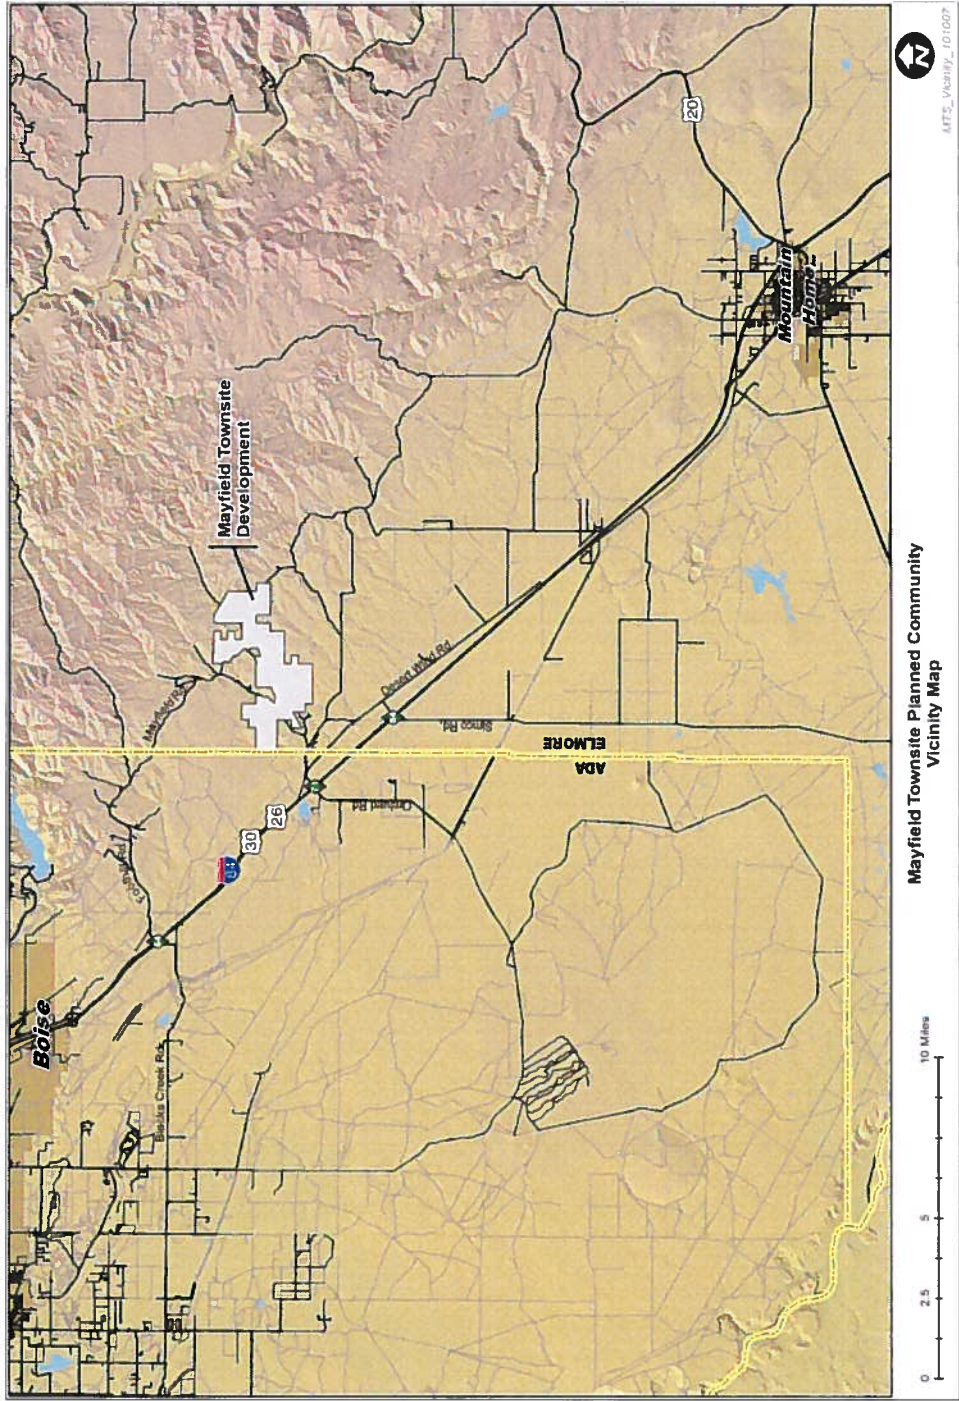 Boise
Mayfield Townsite
Development
Mayfield Rd
Blacks Creek Rd.
84
30
26
Orchard Rd
Desert Wind Rd
Simco Rd.
ADA
ELMORE
20
Mountain
Home
0
2.5
5
10 Miles
Mayfield Townsite Planned Community
Vicinity Map
N
MTS_Vicinity_101007